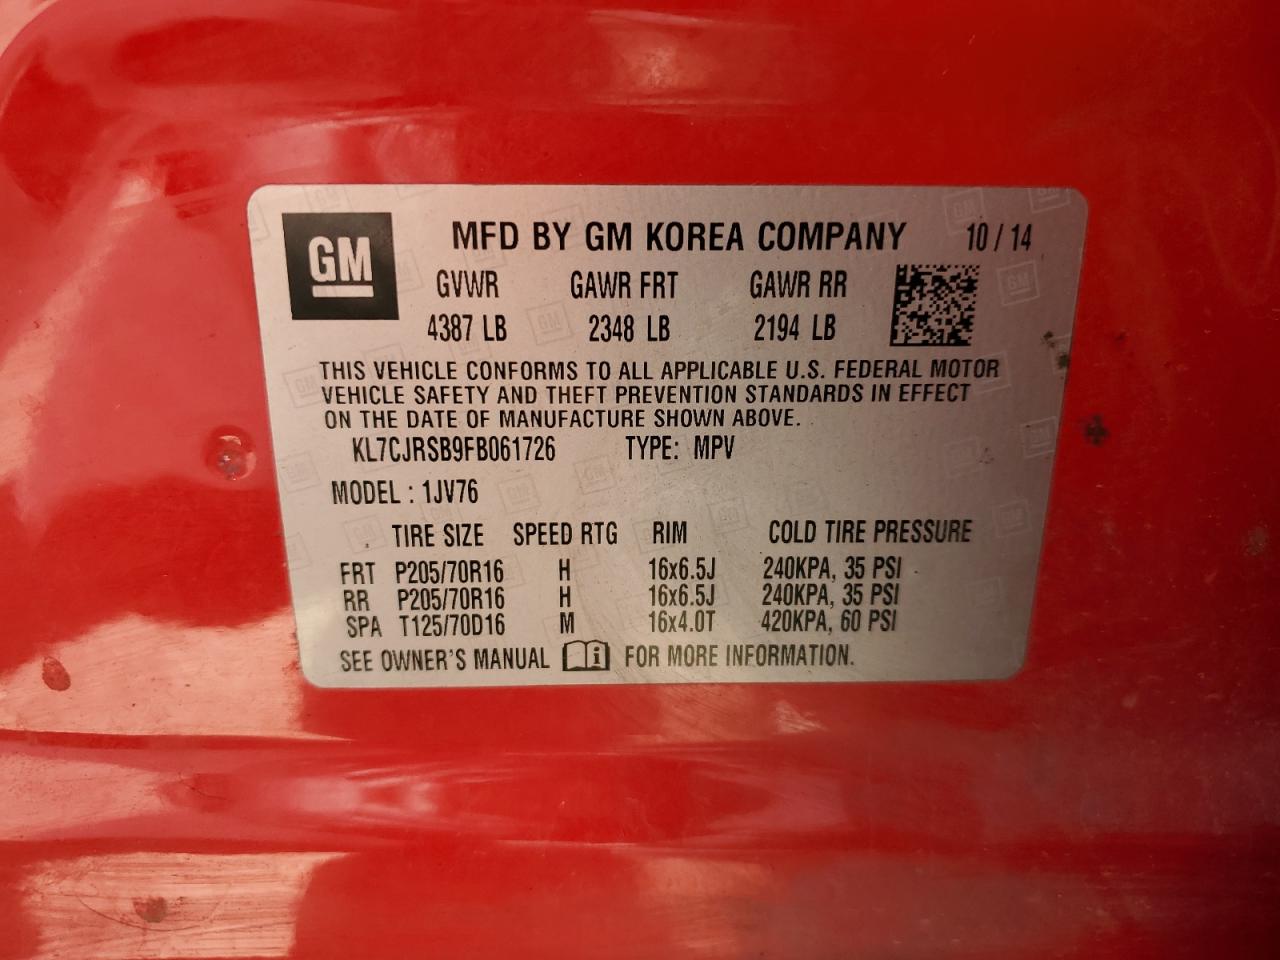 GM
MFD BY GM KOREA COMPANY 10 / 14
GVWR GAWR FRT GAWR RR
4387 LB 2348 LB 2194 LB
THIS VEHICLE CONFORMS TO ALL APPLICABLE U.S. FEDERAL MOTOR
VEHICLE SAFETY AND THEFT PREVENTION STANDARDS IN EFFECT
ON THE DATE OF MANUFACTURE SHOWN ABOVE.
KL7CJRSB9FB061726 TYPE: MPV
MODEL : 1JV76
TIRE SIZE SPEED RTG RIM COLD TIRE PRESSURE
FRT P205/70R16 H 16x6.5J 240KPA, 35 PSI
RR P205/70R16 H 16x6.5J 240KPA, 35 PSI
SPA T125/70D16 M 16x4.0T 420KPA, 60 PSI
SEE OWNER'S MANUAL i FOR MORE INFORMATION.